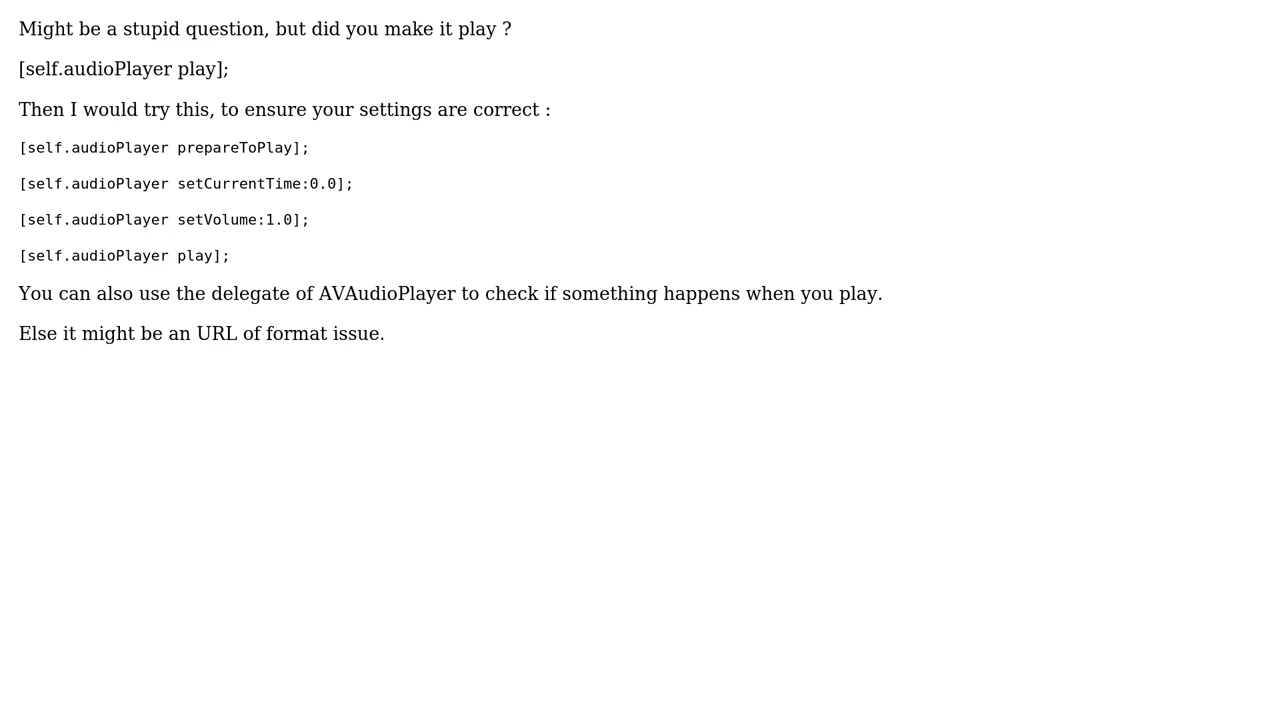 Might be a stupid question, but did you make it play ?
[self.audioPlayer play];
Then I would try this, to ensure your settings are correct :
[self.audioPlayer prepareToPlay];
[self.audioPlayer setCurrentTime:0.0];
[self.audioPlayer setVolume:1.0];
[self.audioPlayer play];
You can also use the delegate of AVAudioPlayer to check if something happens when you play.
Else it might be an URL of format issue.